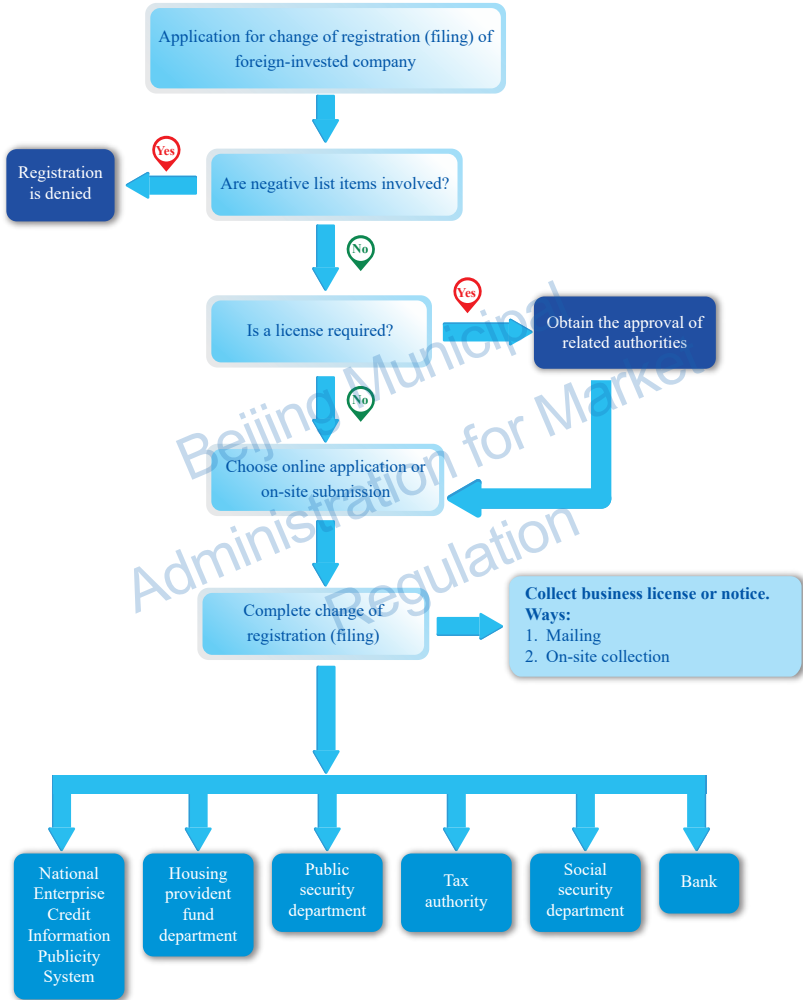 Application for change of registration (filing) of
foreign-invested company
Yes
Registration
is denied
Are negative list items involved?
No
Yes
Is a license required?
Obtain the approval of
related authorities
No
Choose online application or
on-site submission
Complete change of
registration (filing)
Collect business license or notice.
Ways:
1. Mailing
2. On-site collection
National
Enterprise
Credit
Information
Publicity
System
Housing
provident
fund
department
Public
security
department
Tax
authority
Social
security
department
Bank
Beijing Municipal
Administration for Market
Regulation